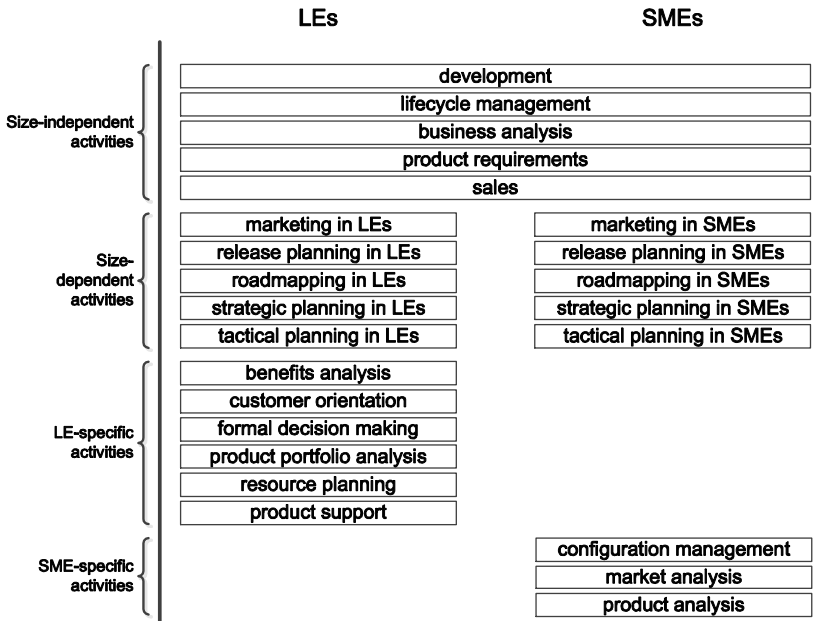 LEs
SMEs
Size-independent
activities
development
lifecycle management
business analysis
product requirements
sales
Size-
dependent
activities
marketing in LEs
release planning in LEs
roadmapping in LEs
strategic planning in LEs
tactical planning in LEs
marketing in SMEs
release planning in SMEs
roadmapping in SMEs
strategic planning in SMEs
tactical planning in SMEs
LE-specific
activities
benefits analysis
customer orientation
formal decision making
product portfolio analysis
resource planning
product support
SME-specific
activities
configuration management
market analysis
product analysis